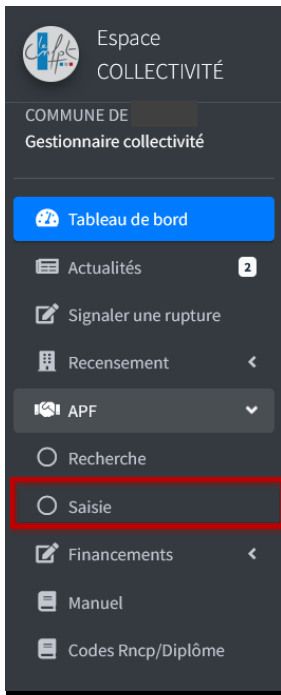 Espace
COLLECTIVITÉ
COMMUNE DE
Gestionnaire collectivité
Tableau de bord
Actualités 2
Signaler une rupture
Recensement
APF
Recherche
Saisie
Financements
Manuel
Codes Rncp/Diplôme